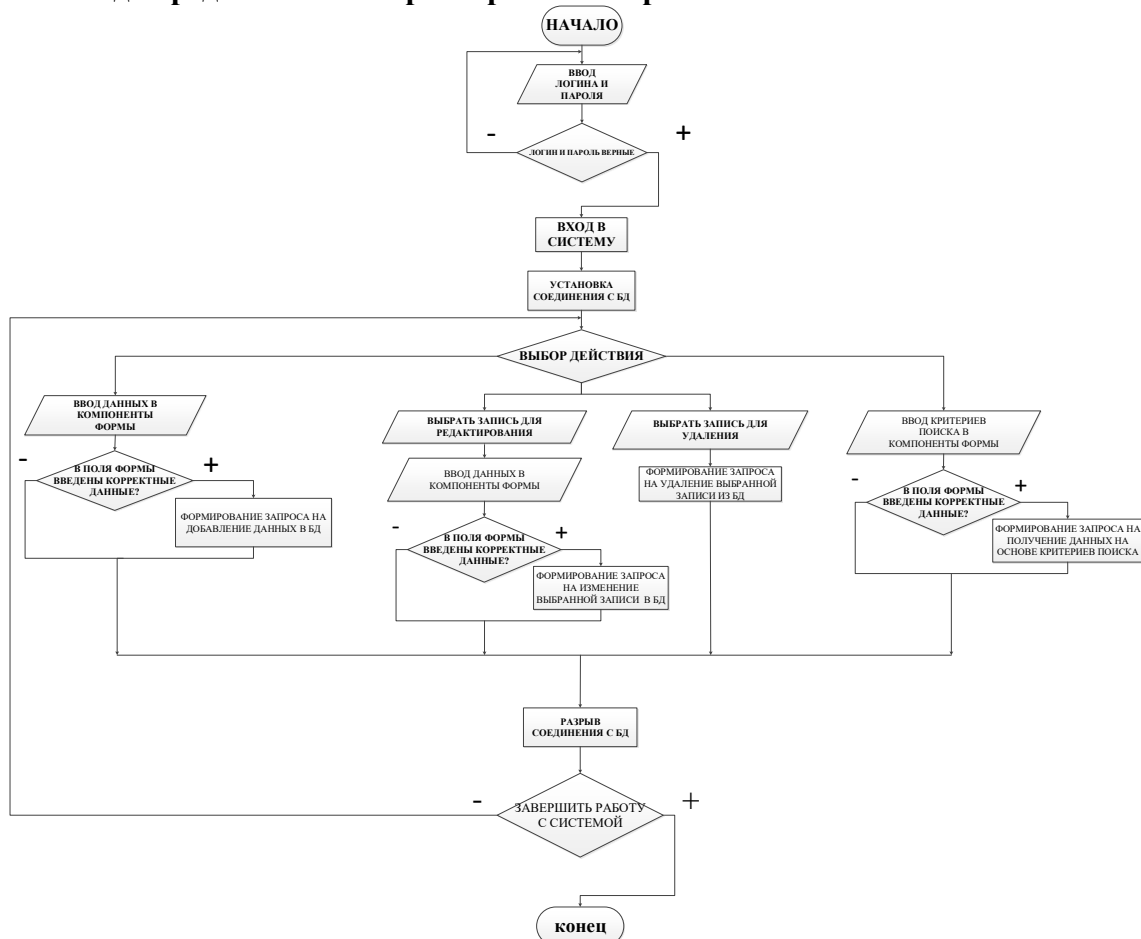 НАЧАЛО
ВВОД
ЛОГИНА И
ПАРОЛЯ
-
+
ЛОГИН И ПАРОЛЬ ВЕРНЫЕ
ВХОД В
СИСТЕМУ
УСТАНОВКА
СОЕДИНЕНИЯ С БД
ВЫБОР ДЕЙСТВИЯ
ВВОД ДАННЫХ В
КОМПОНЕНТЫ
ФОРМЫ
-
+
В ПОЛЯ ФОРМЫ
ВВЕДЕНЫ КОРРЕКТНЫЕ
ДАННЫЕ?
ФОРМИРОВАНИЕ ЗАПРОСА НА
ДОБАВЛЕНИЕ ДАННЫХ В БД
ВЫБРАТЬ ЗАПИСЬ ДЛЯ
РЕДАКТИРОВАНИЯ
ВВОД ДАННЫХ В
КОМПОНЕНТЫ ФОРМЫ
-
+
В ПОЛЯ ФОРМЫ
ВВЕДЕНЫ КОРРЕКТНЫЕ
ДАННЫЕ?
ФОРМИРОВАНИЕ ЗАПРОСА
НА ИЗМЕНЕНИЕ
ВЫБРАННОЙ ЗАПИСИ В БД
ВЫБРАТЬ ЗАПИСЬ ДЛЯ
УДАЛЕНИЯ
ФОРМИРОВАНИЕ ЗАПРОСА
НА УДАЛЕНИЕ ВЫБРАННОЙ
ЗАПИСИ ИЗ БД
ВВОД КРИТЕРИЕВ
ПОИСКА В
КОМПОНЕНТЫ ФОРМЫ
-
+
В ПОЛЯ ФОРМЫ
ВВЕДЕНЫ КОРРЕКТНЫЕ
ДАННЫЕ?
ФОРМИРОВАНИЕ ЗАПРОСА НА
ПОЛУЧЕНИЕ ДАННЫХ НА
ОСНОВЕ КРИТЕРИЕВ ПОИСКА
РАЗРЫВ
СОЕДИНЕНИЯ С БД
-
+
ЗАВЕРШИТЬ РАБОТУ
С СИСТЕМОЙ
конец